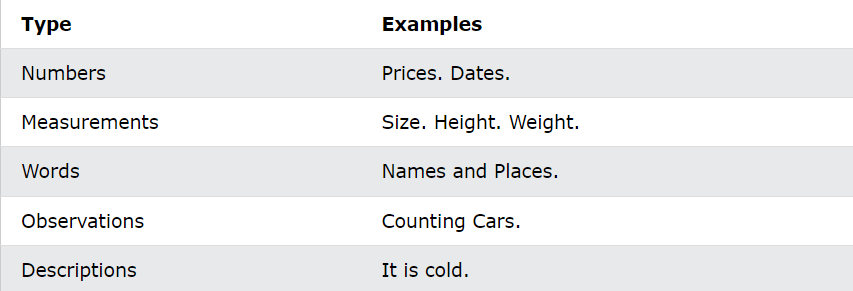 Type Examples
Numbers Prices. Dates.
Measurements Size. Height. Weight.
Words Names and Places.
Observations Counting Cars.
Descriptions It is cold.